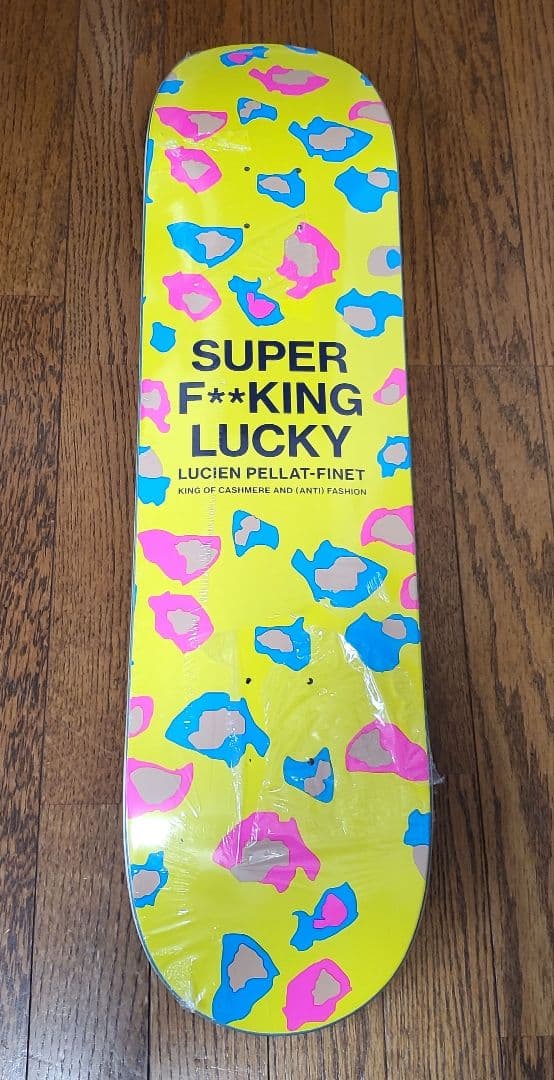 SUPER
F**KING
LUCKY
LUCIEN PELLAT-FINET
KING OF CASHMERE AND (ANTI) FASHION